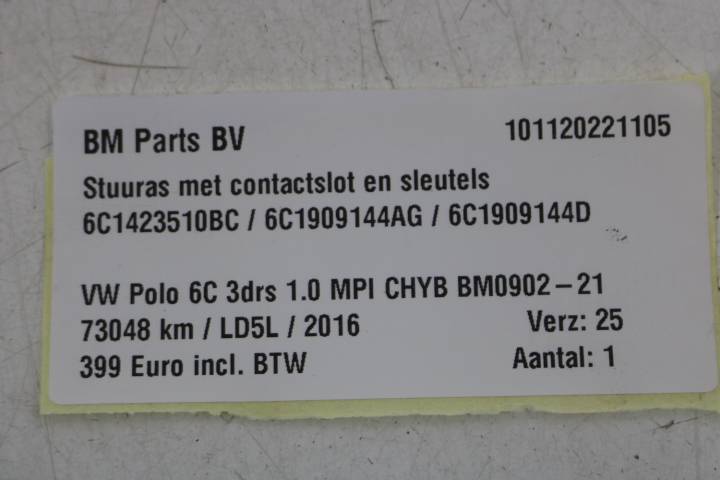 BM Parts BV 101120221105
Stuuras met contactslot en sleutels
6C1423510BC / 6C1909144AG / 6C1909144D
VW Polo 6C 3drs 1.0 MPI CHYB BM0902-21
73048 km / LD5L / 2016 Verz: 25
399 Euro incl. BTW Aantal: 1